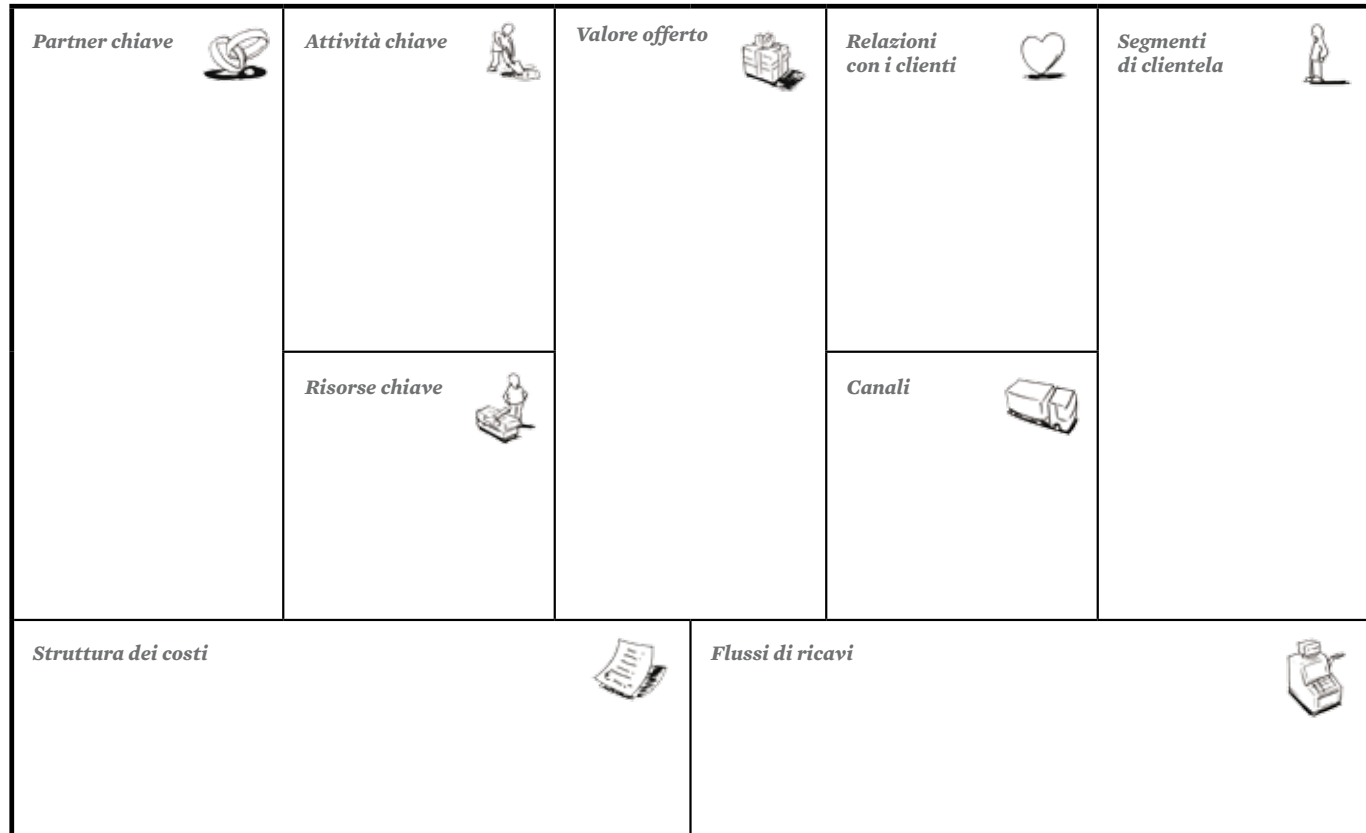 Partner chiave
Attività chiave
Valore offerto
Relazioni
con i clienti
Segmenti
di clientela
Risorse chiave
Canali
Struttura dei costi
Flussi di ricavi